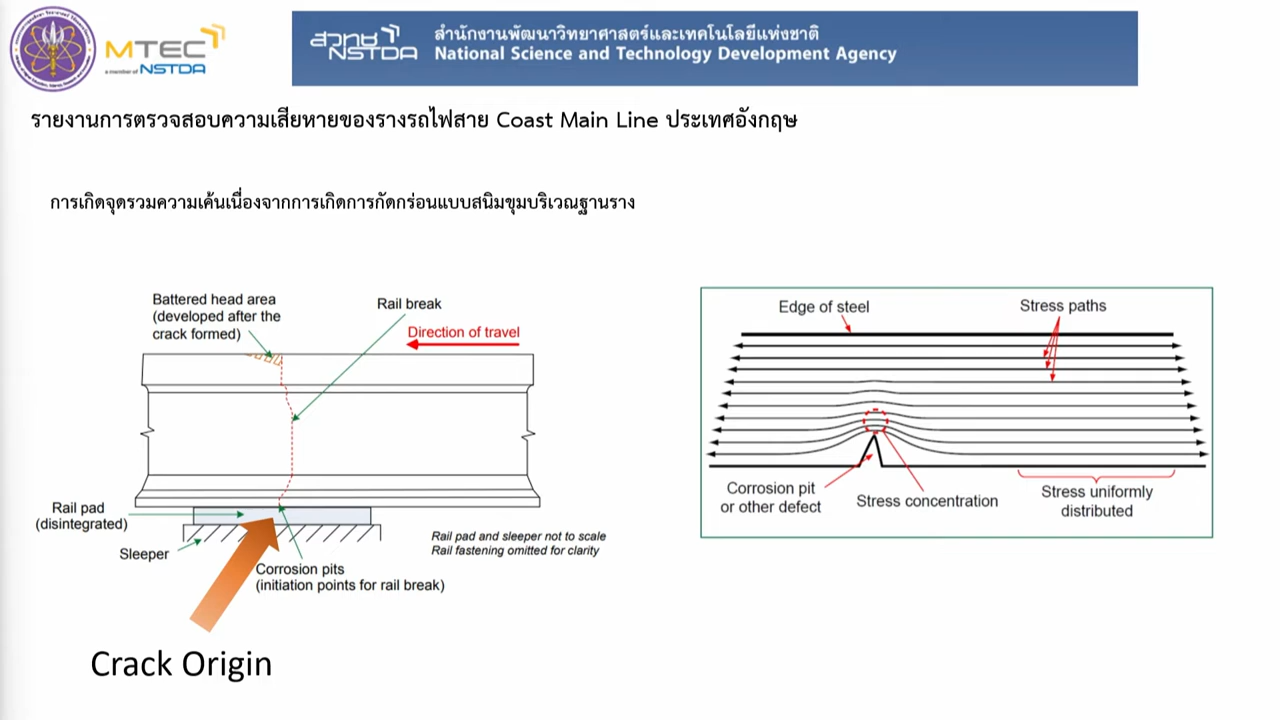 MTEC
a member of NSTDA
สวทช
NSTDA
สำนักงานพัฒนาวิทยาศาสตร์และเทคโนโลยีแห่งชาติ
National Science and Technology Development Agency
รายงานการตรวจสอบความเสียหายของรางรถไฟสาย Coast Main Line ประเทศอังกฤษ
การเกิดจุดรวมความเค้นเนื่องจากการเกิดการกัดกร่อนแบบสนิมขุมบริเวณฐานราง
Battered head area
(developed after the
crack formed)
Rail break
Direction of travel
Rail pad
(disintegrated)
Sleeper
Corrosion pits
(initiation points for rail break)
Rail pad and sleeper not to scale
Rail fastening omitted for clarity
Crack Origin
Edge of steel
Stress paths
Corrosion pit
or other defect
Stress concentration
Stress uniformly
distributed